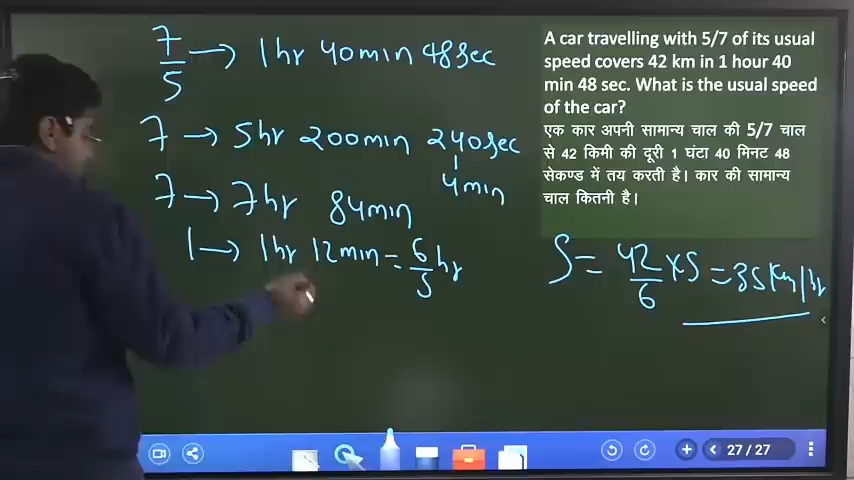 7/5 → 1hr 40min 48sec
7 → 5hr 200min 240sec
4min
7 → 7hr 84min
1 → 1hr 12min = 6/5 hr
A car travelling with 5/7 of its usual
speed covers 42 km in 1 hour 40
min 48 sec. What is the usual speed
of the car?
एक कार अपनी सामान्य चाल की 5/7 चाल
से 42 किमी की दूरी 1 घंटा 40 मिनट 48
सेकण्ड में तय करती है। कार की सामान्य
चाल कितनी है।
S = 42/6 x 5 = 35 Km/hr
27 / 27